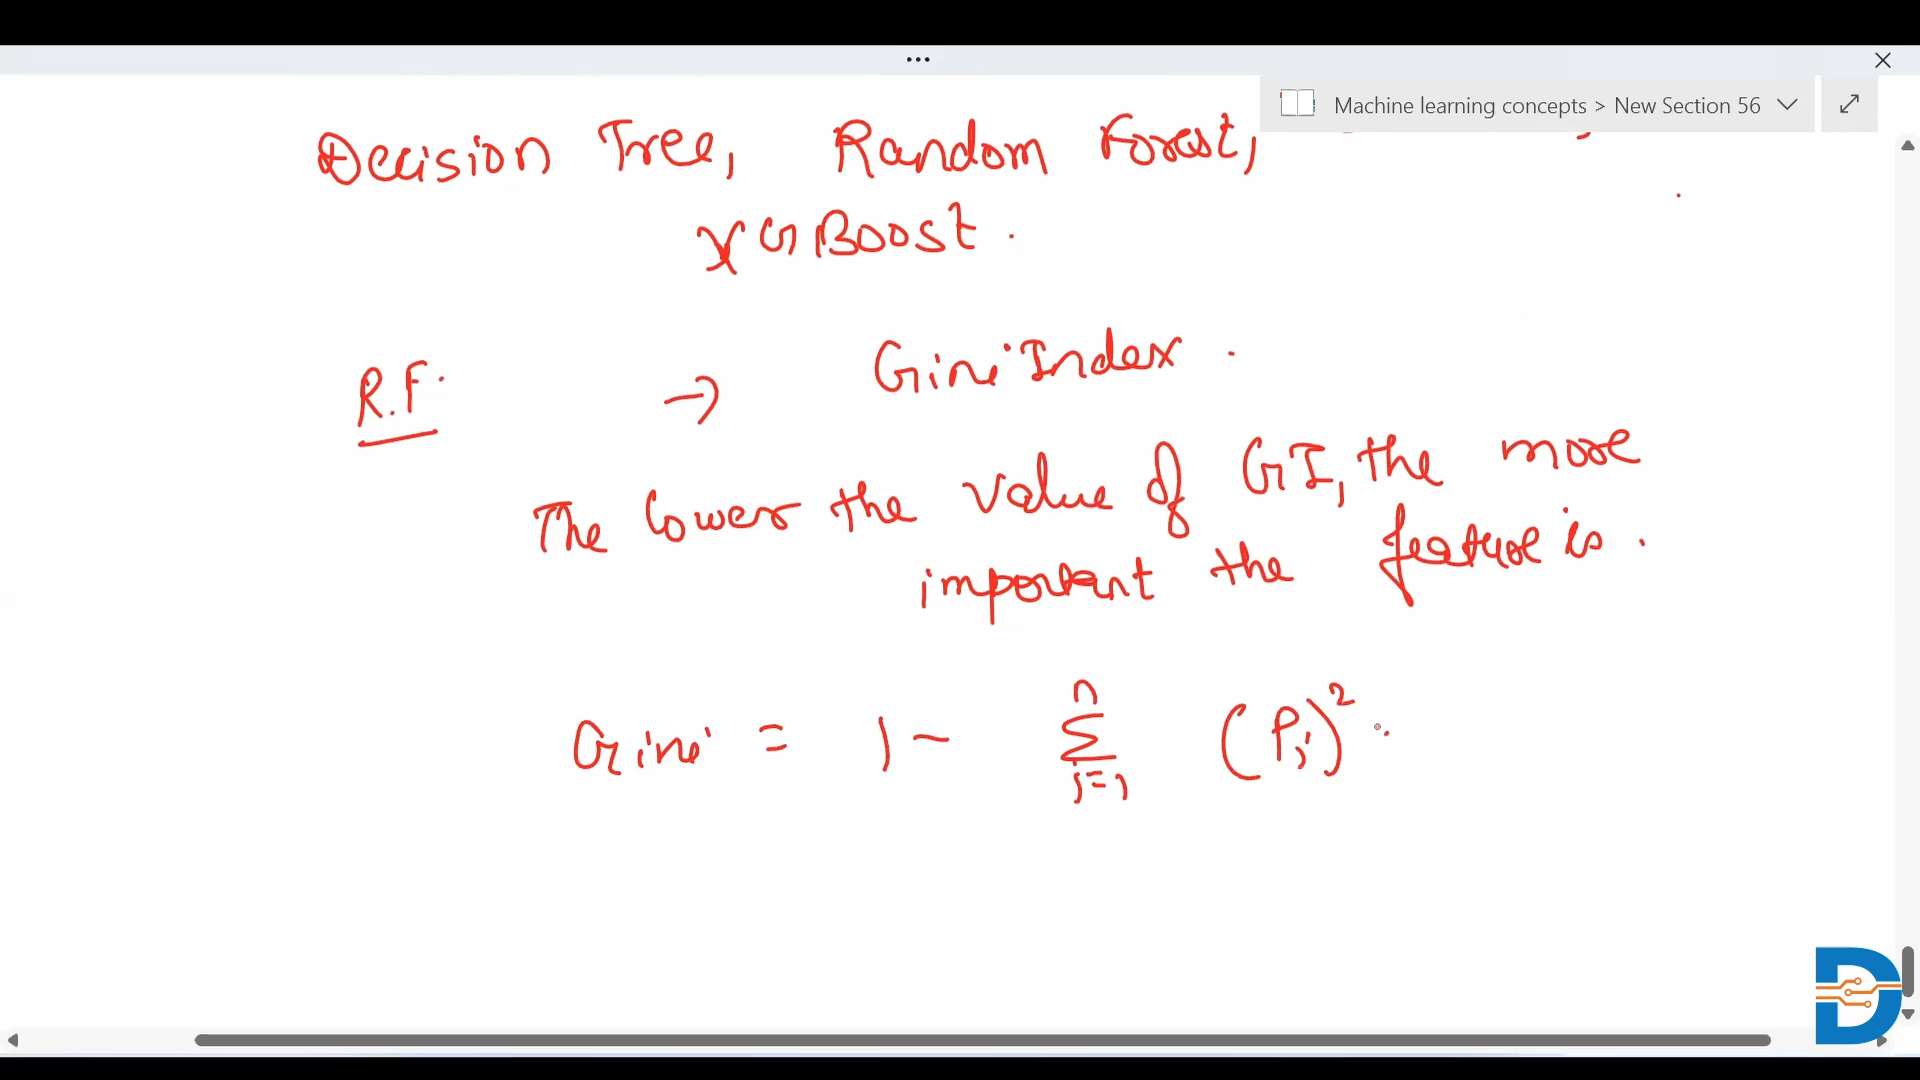 Machine learning concepts > New Section 56
Decision Tree, Random Forest,
XGBoost.
R.F. → Gini Index.
The lower the value of GI, the more
important the feature is.
Gini = 1 - n∑j=1 (Pj)²